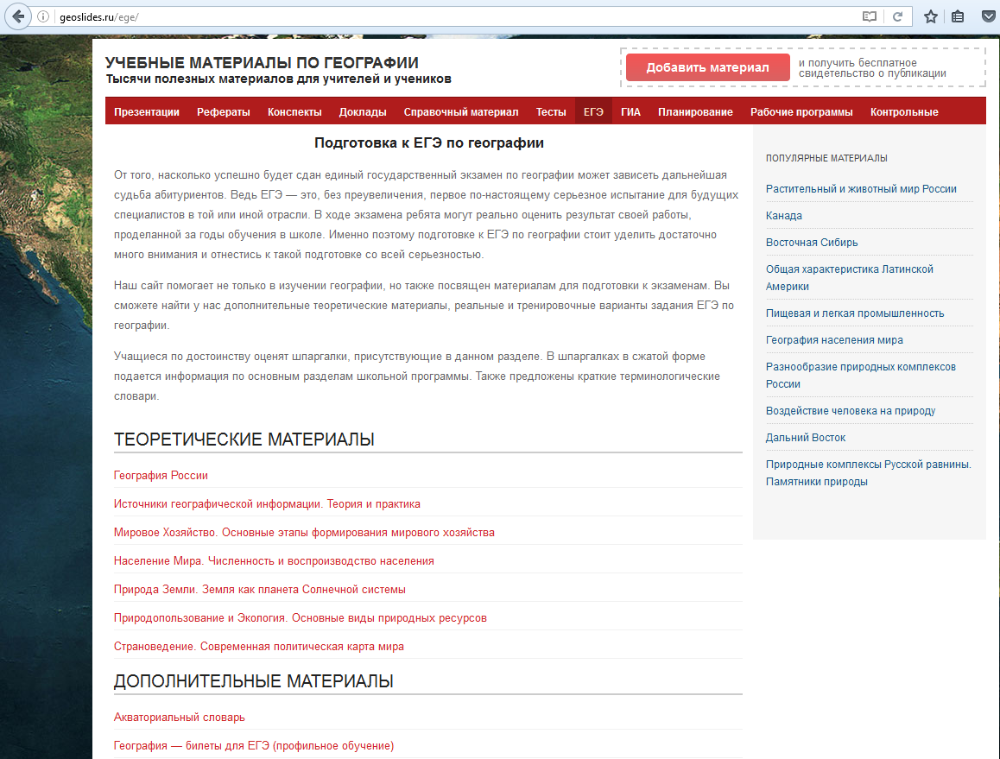 geoslides.ru/ege/
УЧЕБНЫЕ МАТЕРИАЛЫ ПО ГЕОГРАФИИ
Тысячи полезных материалов для учителей и учеников
Добавить материал
и получить бесплатное
свидетельство о публикации
Презентации Рефераты Конспекты Доклады Справочный материал Тесты ЕГЭ ГИА Планирование Рабочие программы Контрольные
Подготовка к ЕГЭ по географии
От того, насколько успешно будет сдан единый государственный экзамен по географии может зависеть дальнейшая
судьба абитуриентов. Ведь ЕГЭ — это, без преувеличения, первое по-настоящему серьезное испытание для будущих
специалистов в той или иной отрасли. В ходе экзамена ребята могут реально оценить результат своей работы,
проделанной за годы обучения в школе. Именно поэтому подготовке к ЕГЭ по географии стоит уделить достаточно
много внимания и отнестись к такой подготовке со всей серьезностью.
Наш сайт помогает не только в изучении географии, но также посвящен материалам для подготовки к экзаменам. Вы
сможете найти у нас дополнительные теоретические материалы, реальные и тренировочные варианты задания ЕГЭ по
географии.
Учащиеся по достоинству оценят шпаргалки, присутствующие в данном разделе. В шпаргалках в сжатой форме
подается информация по основным разделам школьной программы. Также предложены краткие терминологические
словари.
ТЕОРЕТИЧЕСКИЕ МАТЕРИАЛЫ
География России
Источники географической информации. Теория и практика
Мировое Хозяйство. Основные этапы формирования мирового хозяйства
Население Мира. Численность и воспроизводство населения
Природа Земли. Земля как планета Солнечной системы
Природопользование и Экология. Основные виды природных ресурсов
Страноведение. Современная политическая карта мира
ДОПОЛНИТЕЛЬНЫЕ МАТЕРИАЛЫ
Акваториальный словарь
География — билеты для ЕГЭ (профильное обучение)
ПОПУЛЯРНЫЕ МАТЕРИАЛЫ
Растительный и животный мир России
Канада
Восточная Сибирь
Общая характеристика Латинской
Америки
Пищевая и легкая промышленность
География населения мира
Разнообразие природных комплексов
России
Воздействие человека на природу
Дальний Восток
Природные комплексы Русской равнины.
Памятники природы